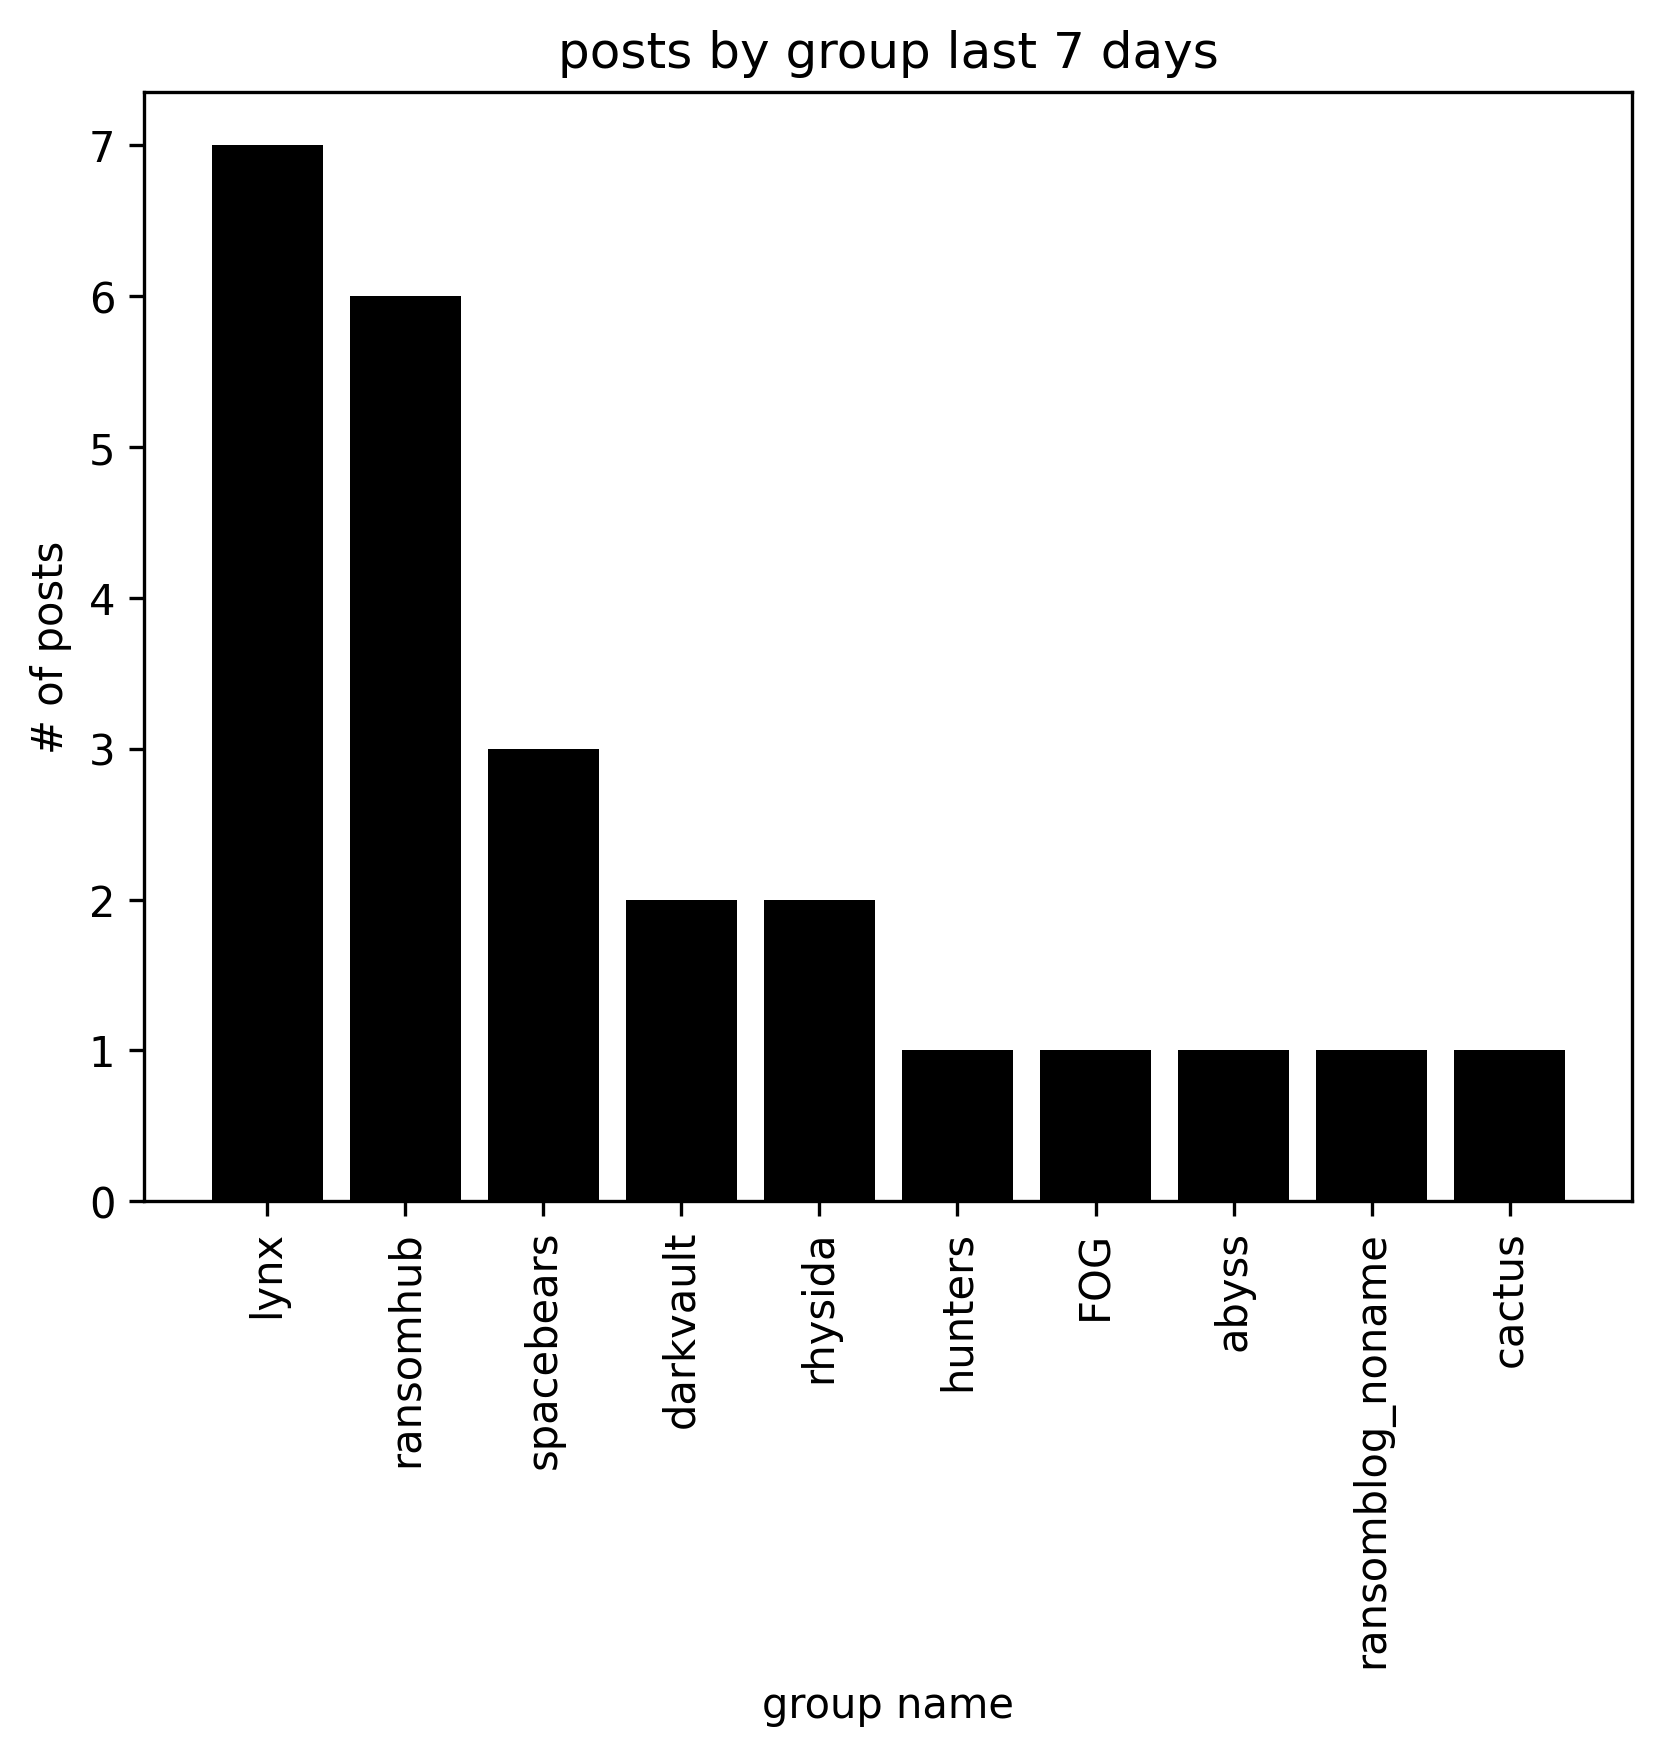 posts by group last 7 days
# of posts
7
6
5
4
3
2
1
0
lynx
ransomhub
spacebears
darkvault
rhysida
hunters
FOG
abyss
ransomblog_noname
cactus
group name